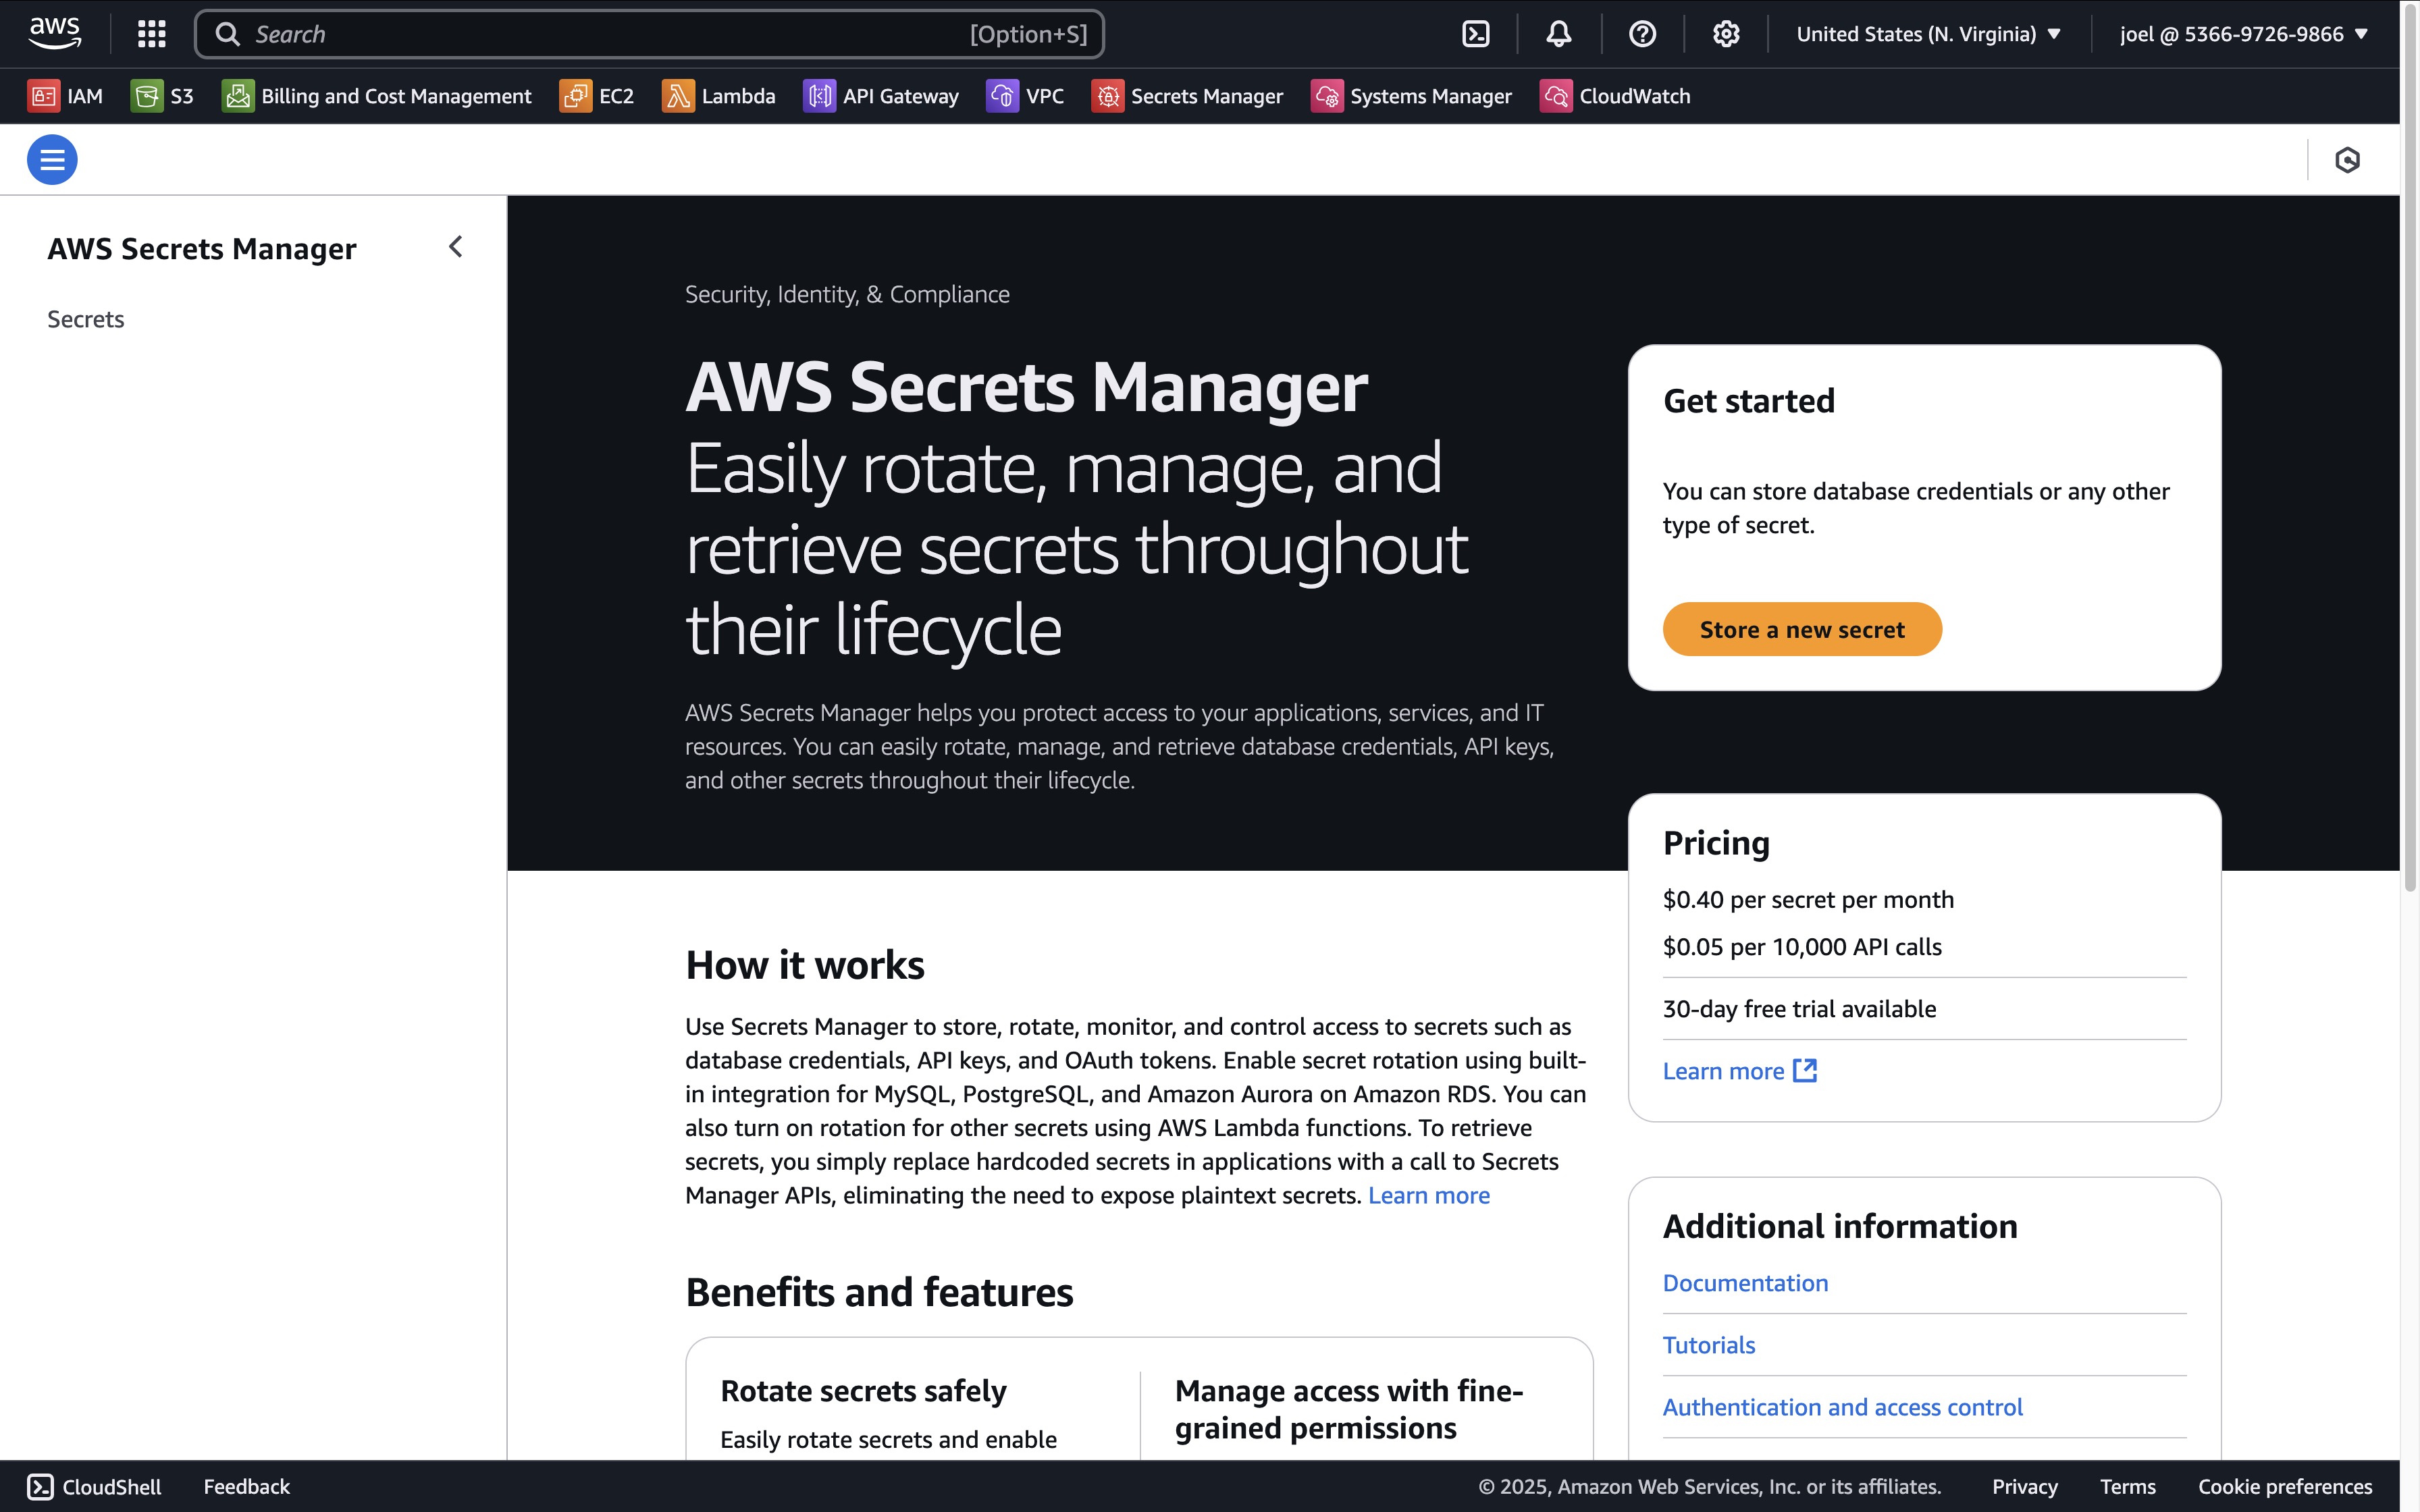 aws
Search
[Option+S]
United States (N. Virginia)
joel @ 5366-9726-9866
IAM
S3
Billing and Cost Management
EC2
Lambda
API Gateway
VPC
Secrets Manager
Systems Manager
CloudWatch
AWS Secrets Manager
Secrets
Security, Identity, & Compliance
AWS Secrets Manager
Easily rotate, manage, and
retrieve secrets throughout
their lifecycle
AWS Secrets Manager helps you protect access to your applications, services, and IT
resources. You can easily rotate, manage, and retrieve database credentials, API keys,
and other secrets throughout their lifecycle.
Get started
You can store database credentials or any other
type of secret.
Store a new secret
Pricing
$0.40 per secret per month
$0.05 per 10,000 API calls
30-day free trial available
Learn more
How it works
Use Secrets Manager to store, rotate, monitor, and control access to secrets such as
database credentials, API keys, and OAuth tokens. Enable secret rotation using built-
in integration for MySQL, PostgreSQL, and Amazon Aurora on Amazon RDS. You can
also turn on rotation for other secrets using AWS Lambda functions. To retrieve
secrets, you simply replace hardcoded secrets in applications with a call to Secrets
Manager APIs, eliminating the need to expose plaintext secrets. Learn more
Additional information
Documentation
Tutorials
Authentication and access control
Benefits and features
Rotate secrets safely
Easily rotate secrets and enable
Manage access with fine-
grained permissions
CloudShell
Feedback
© 2025, Amazon Web Services, Inc. or its affiliates.
Privacy
Terms
Cookie preferences